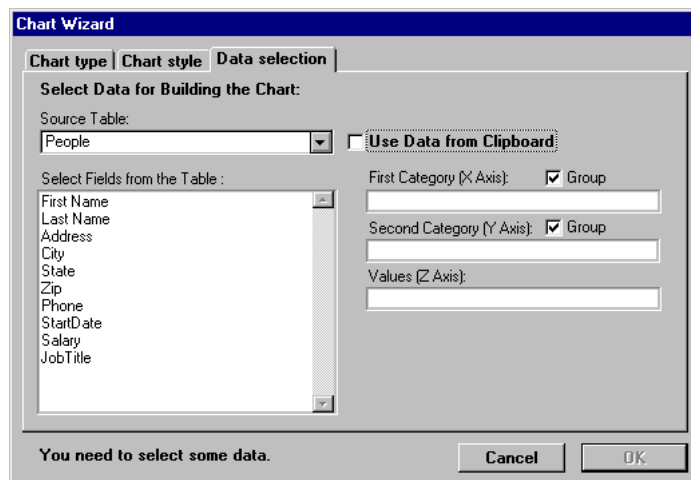 Chart Wizard
Chart type Chart style Data selection
Select Data for Building the Chart:
Source Table:
People
Use Data from Clipboard
Select Fields from the Table :
First Name
Last Name
Address
City
State
Zip
Phone
StartDate
Salary
JobTitle
First Category (X Axis): Group
Second Category (Y Axis): Group
Values (Z Axis):
You need to select some data.
Cancel OK